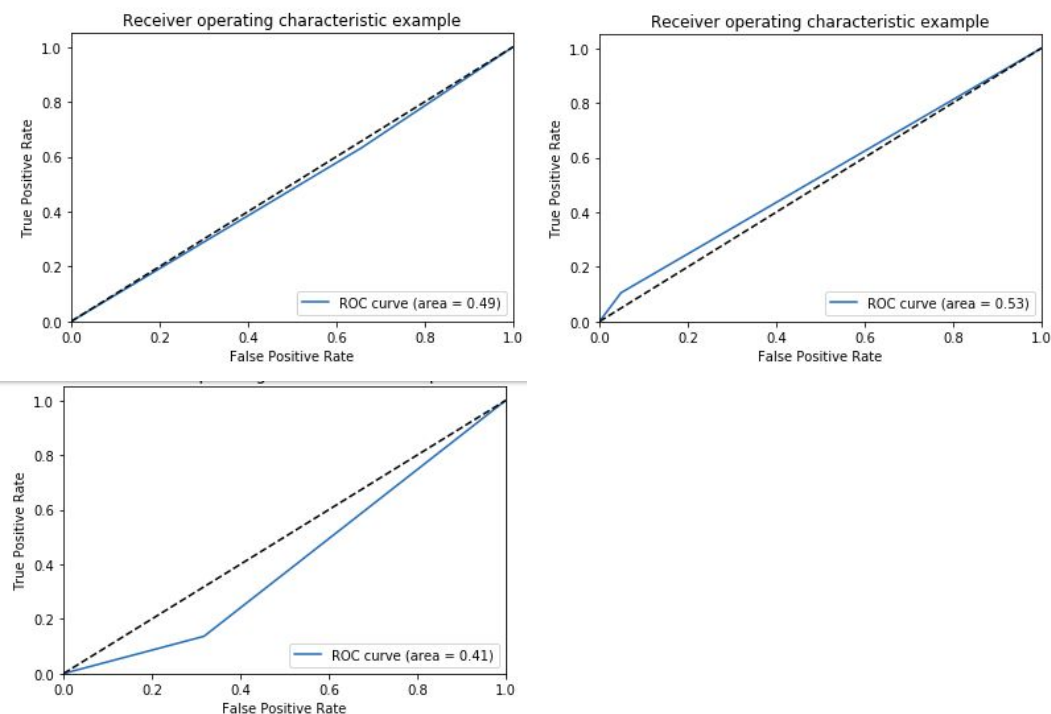 Receiver operating characteristic example
1.0
0.8
0.6
0.4
0.2
0.0
True Positive Rate
ROC curve (area = 0.49)
0.0 0.2 0.4 0.6 0.8 1.0
False Positive Rate
Receiver operating characteristic example
1.0
0.8
0.6
0.4
0.2
0.0
True Positive Rate
ROC curve (area = 0.53)
0.0 0.2 0.4 0.6 0.8 1.0
False Positive Rate
1.0
0.8
0.6
0.4
0.2
0.0
True Positive Rate
ROC curve (area = 0.41)
0.0 0.2 0.4 0.6 0.8 1.0
False Positive Rate